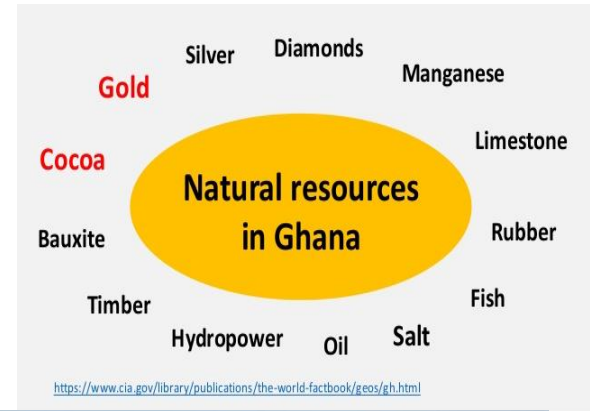 Silver
Diamonds
Manganese
Gold
Limestone
Cocoa
Natural resources
in Ghana
Bauxite
Rubber
Timber
Fish
Hydropower
Oil
Salt
https://www.cia.gov/library/publications/the-world-factbook/geos/gh.html